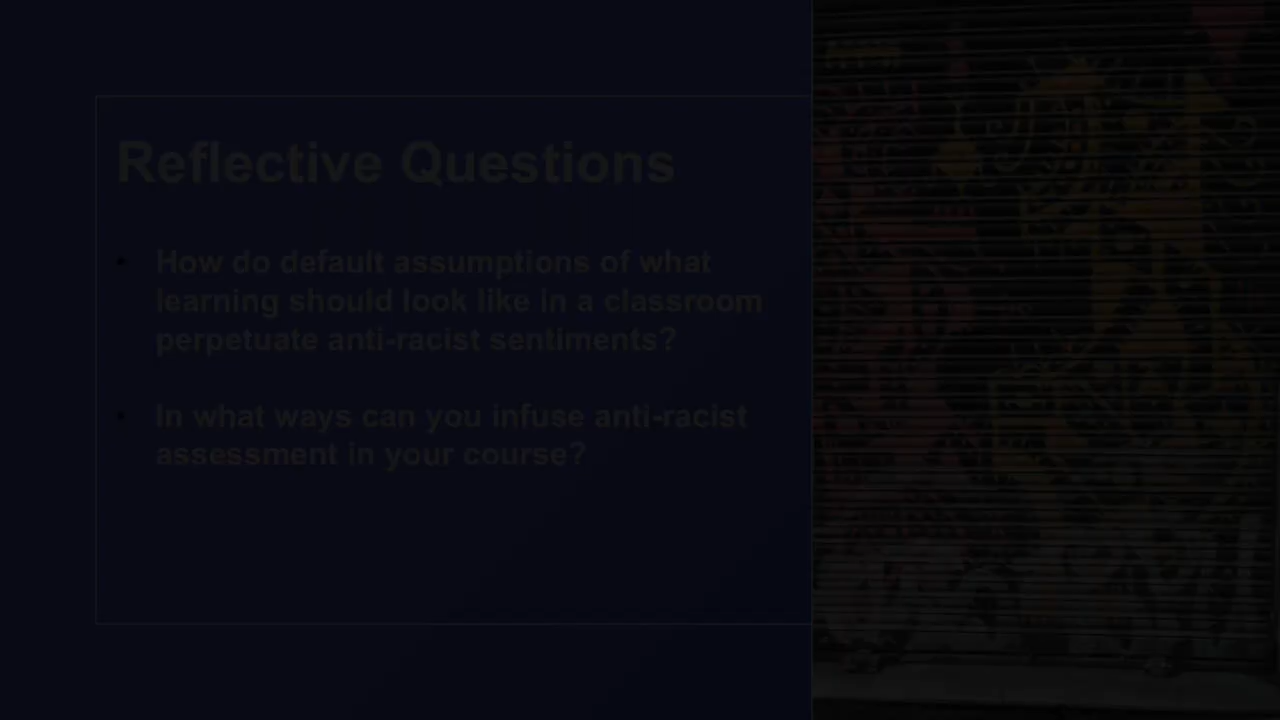 Reflective Questions
• How do default assumptions of what
learning should look like in a classroom
perpetuate anti-racist sentiments?
• In what ways can you infuse anti-racist
assessment in your course?